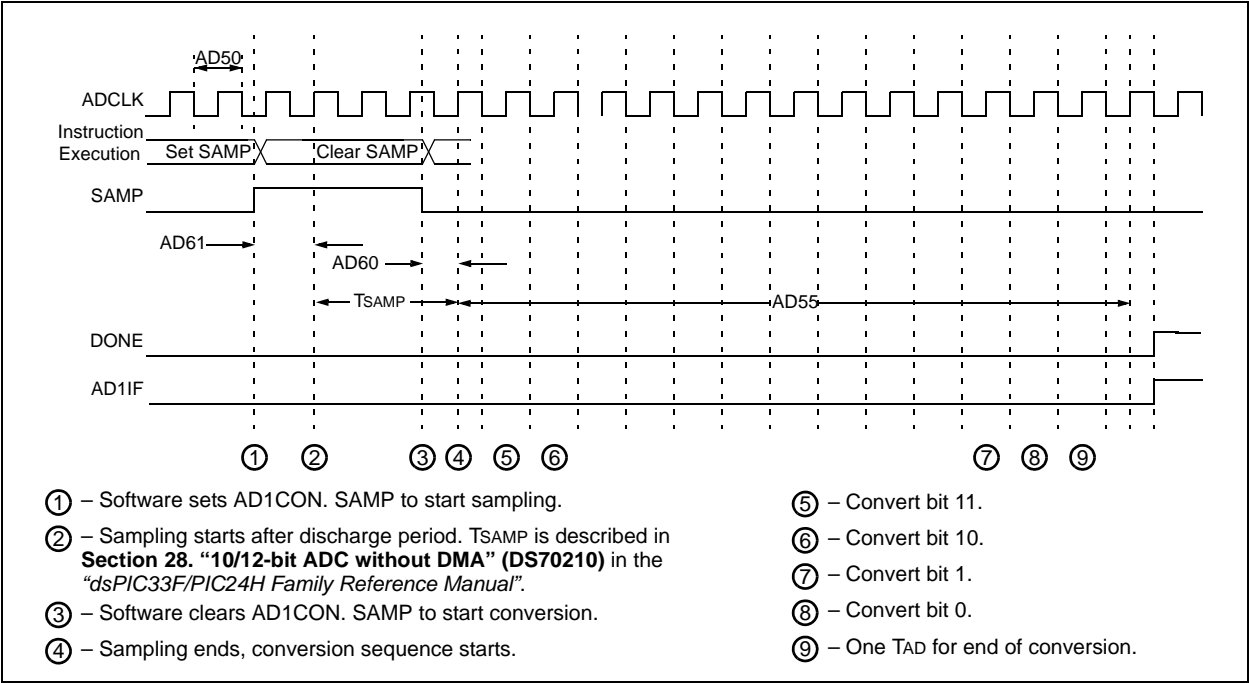 AD50
ADCLK
Instruction
Execution
Set SAMP
Clear SAMP
SAMP
AD61
AD60
TSAMP
AD55
DONE
AD1IF
1 2 3 4 5 6 7 8 9
1 – Software sets AD1CON. SAMP to start sampling.
2 – Sampling starts after discharge period. TSAMP is described in
Section 28. “10/12-bit ADC without DMA” (DS70210) in the
“dsPIC33F/PIC24H Family Reference Manual”.
3 – Software clears AD1CON. SAMP to start conversion.
4 – Sampling ends, conversion sequence starts.
5 – Convert bit 11.
6 – Convert bit 10.
7 – Convert bit 1.
8 – Convert bit 0.
9 – One TAD for end of conversion.